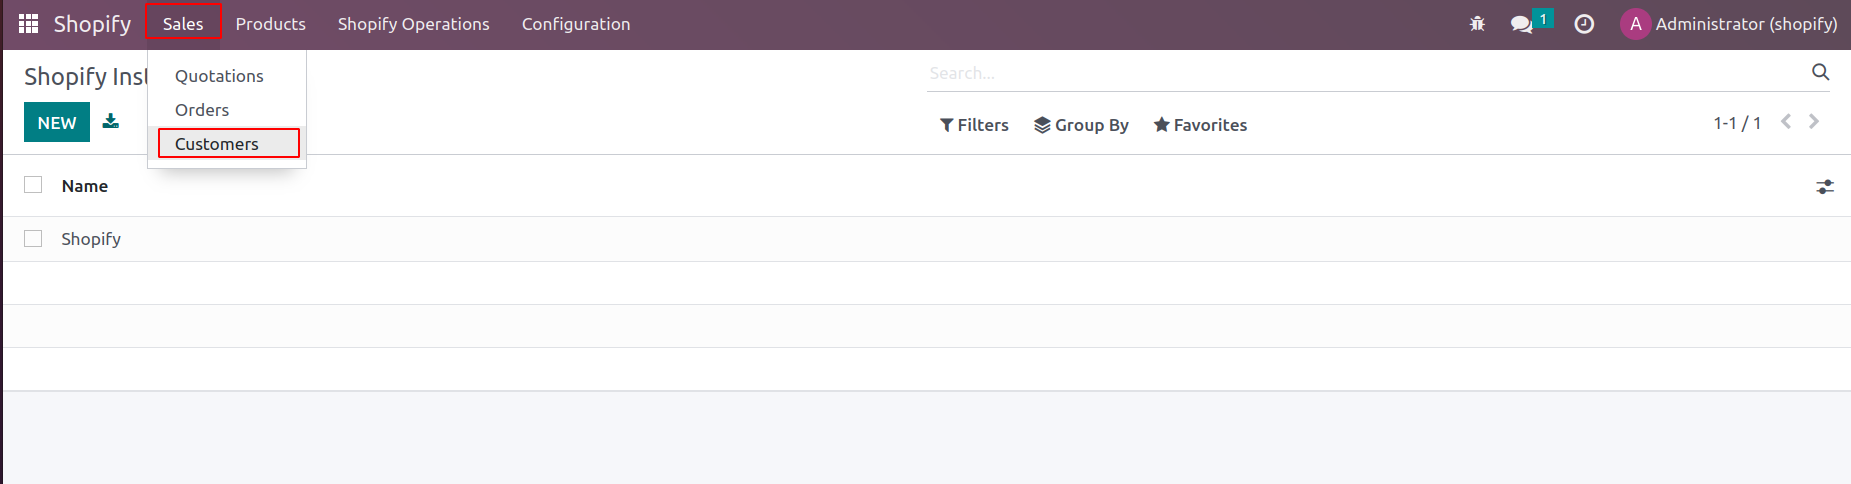 Shopify Sales Products Shopify Operations Configuration 1 A Administrator (shopify)
Shopify Inst
Search...
Quotations
Orders
Customers
NEW
Filters Group By Favorites 1-1 / 1
Name
Shopify